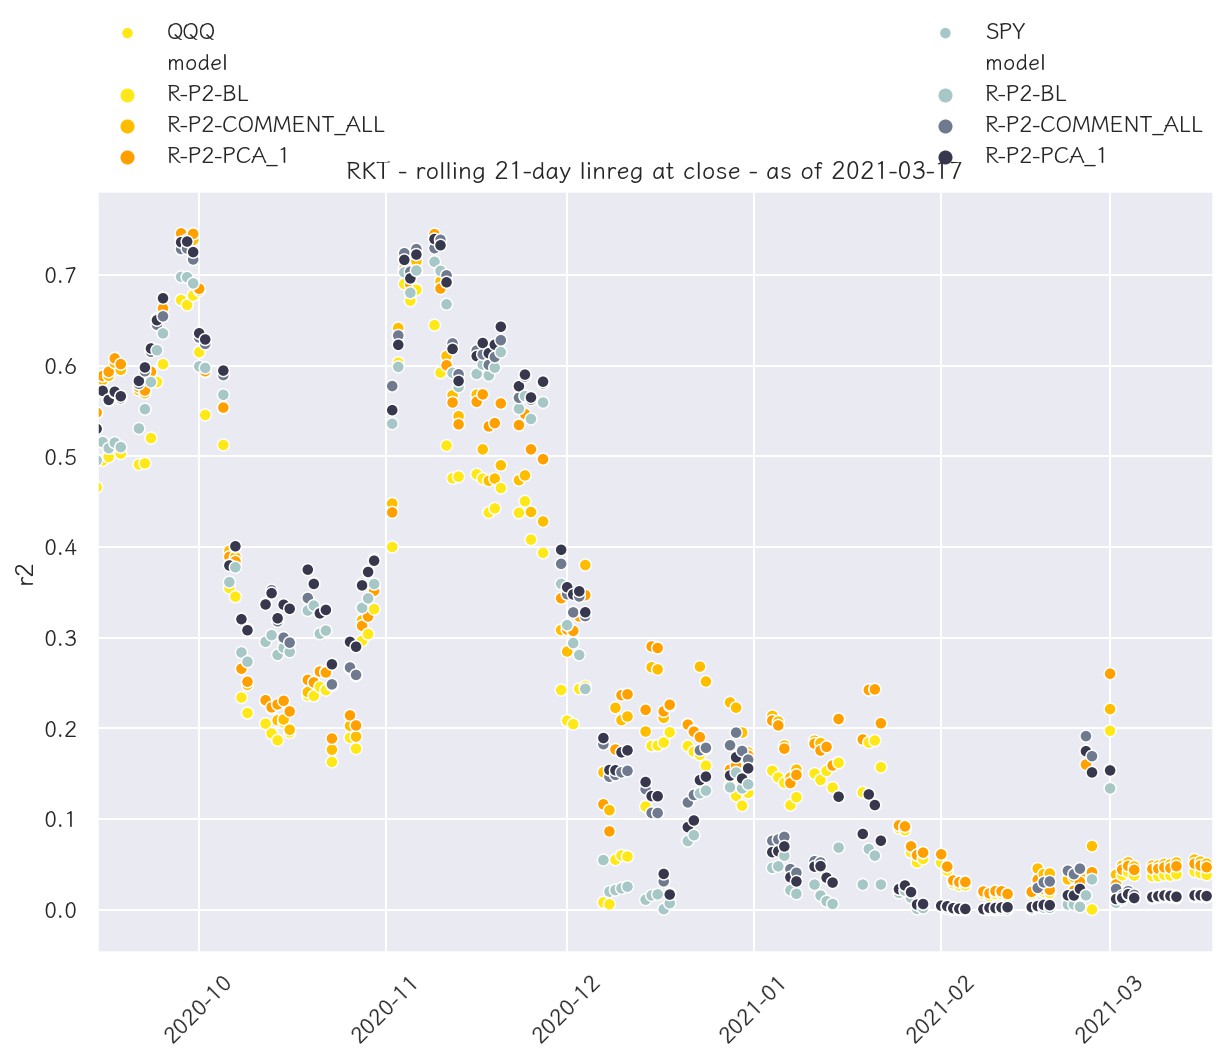 QQQ
model
R-P2-BL
R-P2-COMMENT_ALL
R-P2-PCA_1
SPY
model
R-P2-BL
R-P2-COMMENT_ALL
R-P2-PCA_1
RKT - rolling 21-day linreg at close - as of 2021-03-17
r2
0.7
0.6
0.5
0.4
0.3
0.2
0.1
0.0
2020-10
2020-11
2020-12
2021-01
2021-02
2021-03